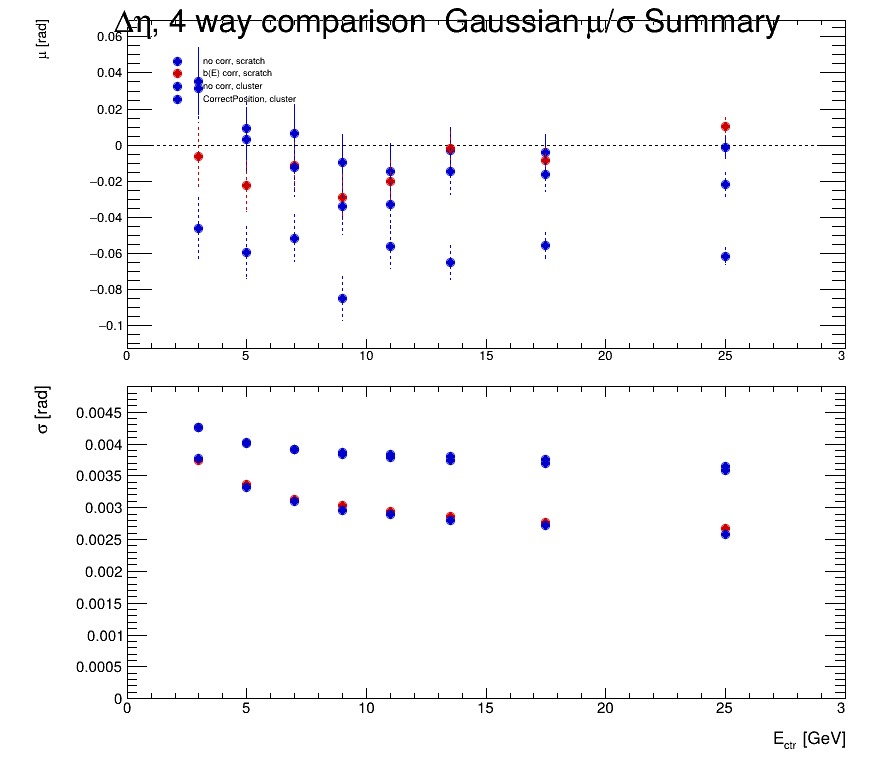 Δη, 4 way comparison Gaussian μ/σ Summary
μ [rad]
0.06
0.04
0.02
0
−0.02
−0.04
−0.06
−0.08
−0.1
no corr, scratch
b(E) corr, scratch
no corr, cluster
CorrectPosition, cluster
0 5 10 15 20 25 3
σ [rad]
0.0045
0.004
0.0035
0.003
0.0025
0.002
0.0015
0.001
0.0005
0
0 5 10 15 20 25 3
E_ctr [GeV]